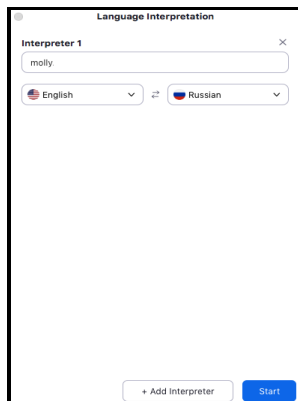 Language Interpretation
Interpreter 1
molly.
English Russian
+ Add Interpreter Start